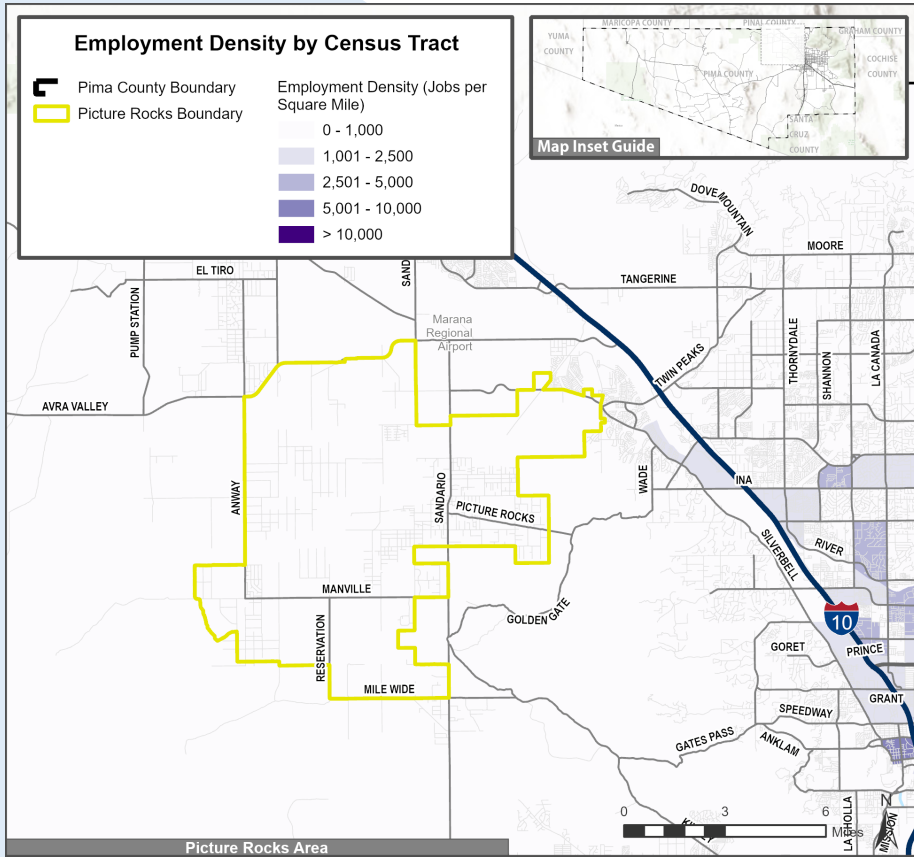 Employment Density by Census Tract
Pima County Boundary
Picture Rocks Boundary
Employment Density (Jobs per
Square Mile)
0 - 1,000
1,001 - 2,500
2,501 - 5,000
5,001 - 10,000
> 10,000
MARICOPA COUNTY
PINAL COUNTY
GRAHAM COUNTY
YUMA
COUNTY
COCHISE
COUNTY
PIMA COUNTY
SANTA
CRUZ
COUNTY
Map Inset Guide
DOVE MOUNTAIN
MOORE
EL TIRO
SAND
TANGERINE
PUMP STATION
Marana
Regional
Airport
THORNYDALE
SHANNON
LA CANADA
TWIN PEAKS
AVRA VALLEY
ANWAY
SANDARIO
WADE
INA
PICTURE ROCKS
SILVERBELL
RIVER
MANVILLE
GOLDEN GATE
10
RESERVATION
GORET
PRINCE
MILE WIDE
GRANT
SPEEDWAY
GATES PASS
ANKLAM
LA CHOLLA
N
MISSION
0 3 6
Miles
Picture Rocks Area